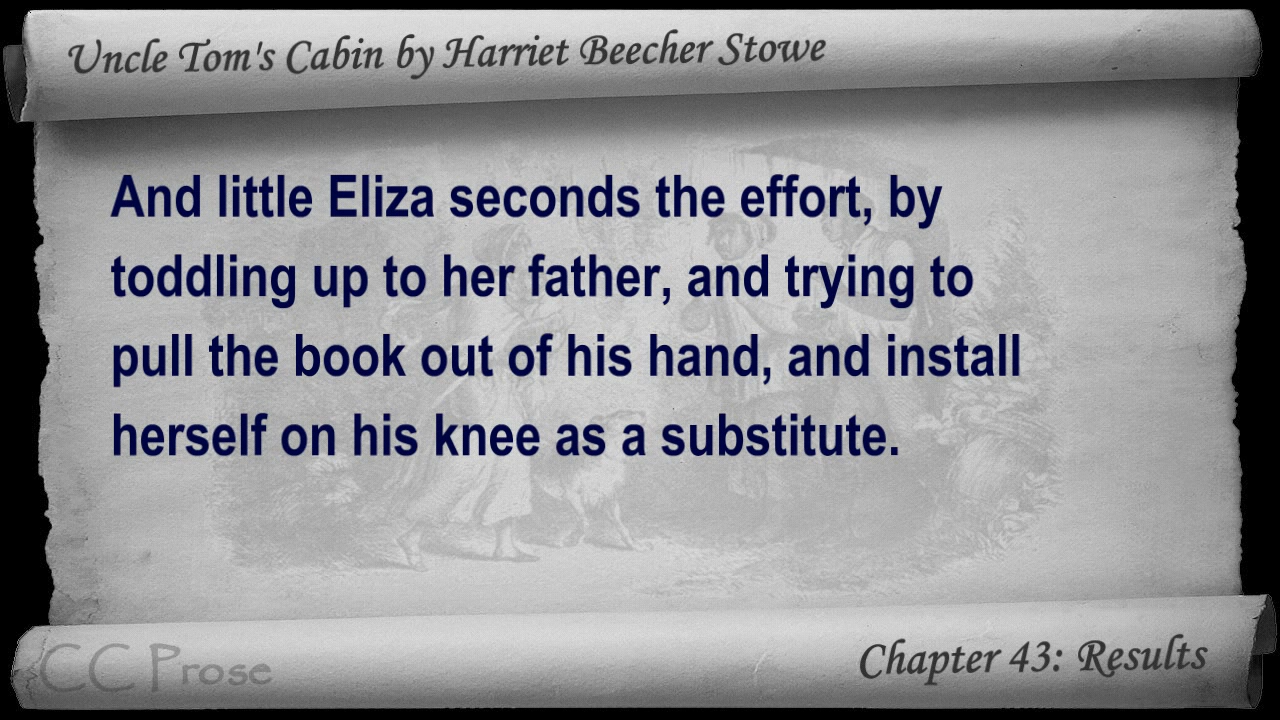 Uncle Tom's Cabin by Harriet Beecher Stowe
And little Eliza seconds the effort, by
toddling up to her father, and trying to
pull the book out of his hand, and install
herself on his knee as a substitute.
CC Prose
Chapter 43: Results